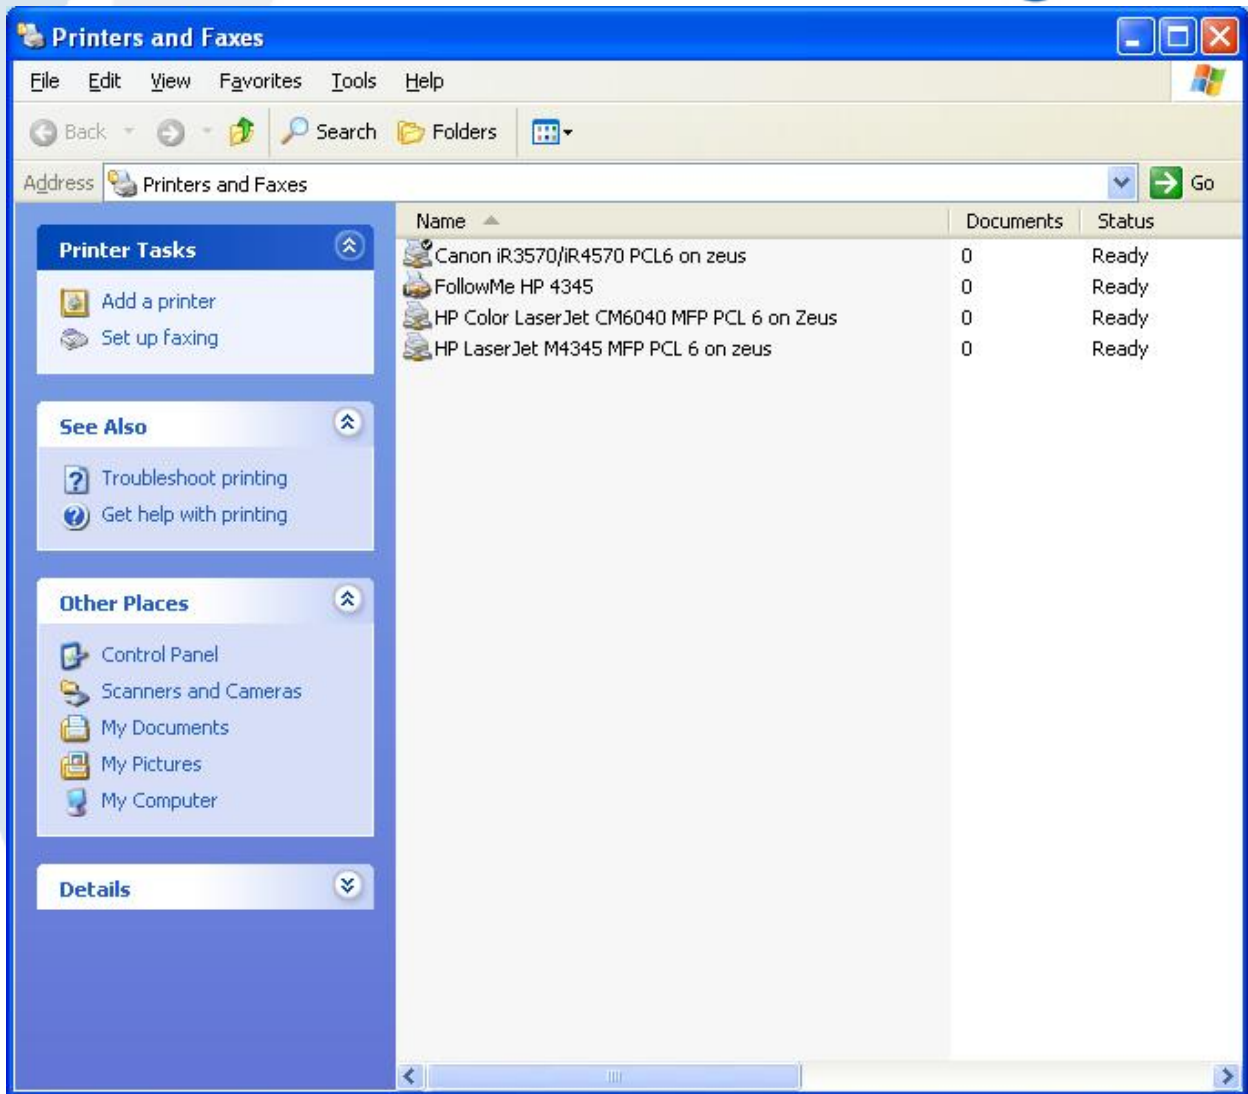 Printers and Faxes
File Edit View Favorites Tools Help
Back Search Folders
Address Printers and Faxes Go
Name Documents Status
Canon iR3570/iR4570 PCL6 on zeus 0 Ready
FollowMe HP 4345 0 Ready
HP Color LaserJet CM6040 MFP PCL 6 on Zeus 0 Ready
HP LaserJet M4345 MFP PCL 6 on zeus 0 Ready
Printer Tasks
Add a printer
Set up faxing
See Also
Troubleshoot printing
Get help with printing
Other Places
Control Panel
Scanners and Cameras
My Documents
My Pictures
My Computer
Details